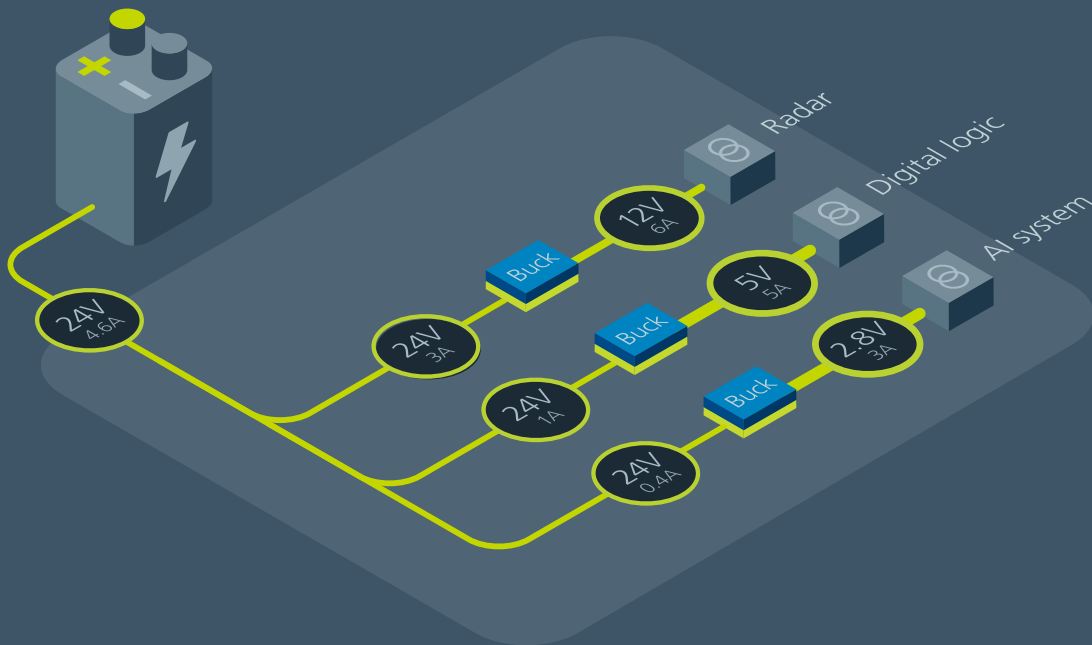 Radar
Digital logic
AI system
12V
6A
Buck
5V
5A
Buck
2.8V
3A
Buck
24V
4.6A
24V
3A
24V
1A
24V
0.4A